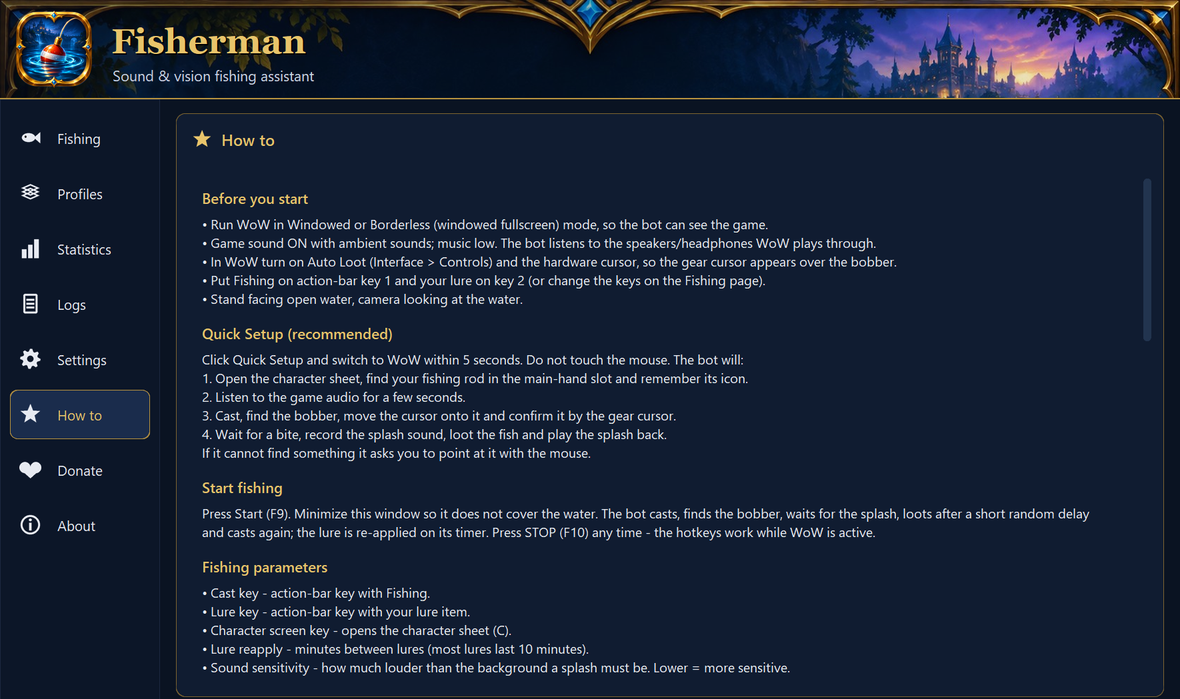 Fisherman
Sound & vision fishing assistant
Fishing
Profiles
Statistics
Logs
Settings
How to
Donate
About
How to
Before you start
• Run WoW in Windowed or Borderless (windowed fullscreen) mode, so the bot can see the game.
• Game sound ON with ambient sounds; music low. The bot listens to the speakers/headphones WoW plays through.
• In WoW turn on Auto Loot (Interface > Controls) and the hardware cursor, so the gear cursor appears over the bobber.
• Put Fishing on action-bar key 1 and your lure on key 2 (or change the keys on the Fishing page).
• Stand facing open water, camera looking at the water.
Quick Setup (recommended)
Click Quick Setup and switch to WoW within 5 seconds. Do not touch the mouse. The bot will:
1. Open the character sheet, find your fishing rod in the main-hand slot and remember its icon.
2. Listen to the game audio for a few seconds.
3. Cast, find the bobber, move the cursor onto it and confirm it by the gear cursor.
4. Wait for a bite, record the splash sound, loot the fish and play the splash back.
If it cannot find something it asks you to point at it with the mouse.
Start fishing
Press Start (F9). Minimize this window so it does not cover the water. The bot casts, finds the bobber, waits for the splash, loots after a short random delay
and casts again; the lure is re-applied on its timer. Press STOP (F10) any time - the hotkeys work while WoW is active.
Fishing parameters
• Cast key - action-bar key with Fishing.
• Lure key - action-bar key with your lure item.
• Character screen key - opens the character sheet (C).
• Lure reapply - minutes between lures (most lures last 10 minutes).
• Sound sensitivity - how much louder than the background a splash must be. Lower = more sensitive.